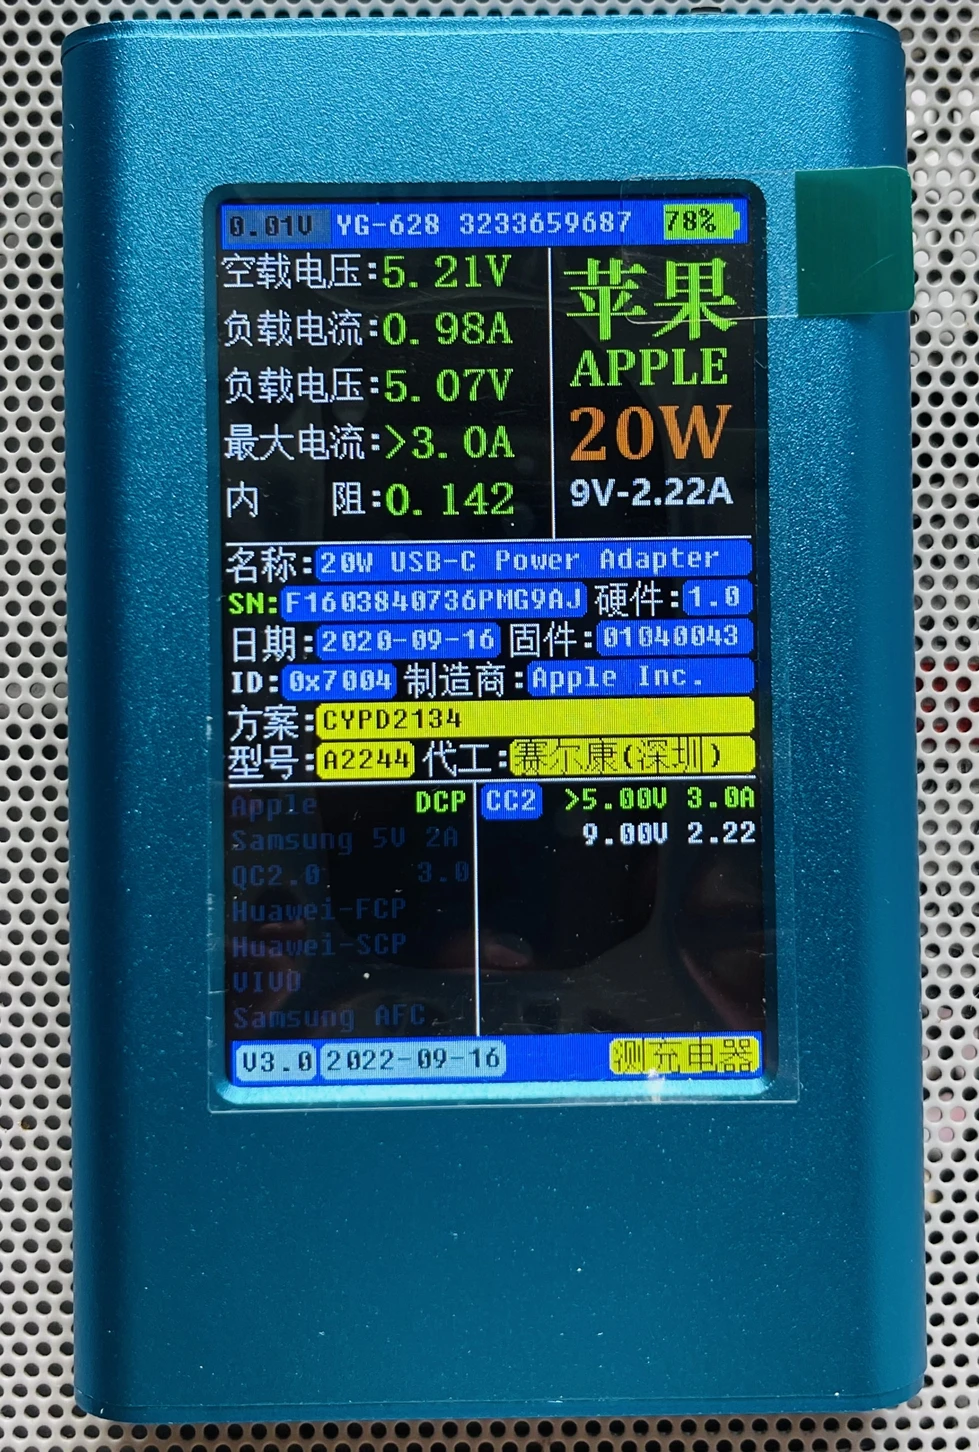 0.01V YG-628 3233659687 78%
空载电压:5.21V
负载电流:0.98A
负载电压:5.07V
最大电流:>3.0A
内 阻:0.142
苹果
APPLE
20W
9V-2.22A
名称:20W USB-C Power Adapter
SN:F1603840736PMG9AJ 硬件:1.0
日期:2020-09-16 固件:01040043
ID:0x7004 制造商:Apple Inc.
方案:CYPD2134
型号:A2244 代工:赛尔康(深圳)
Apple DCP
Samsung 5V 2A
QC2.0 3.0
Huawei-FCP
Huawei-SCP
VIVO
Samsung AFC
CC2 >5.00V 3.0A
9.00V 2.22
V3.0 2022-09-16 测充电器